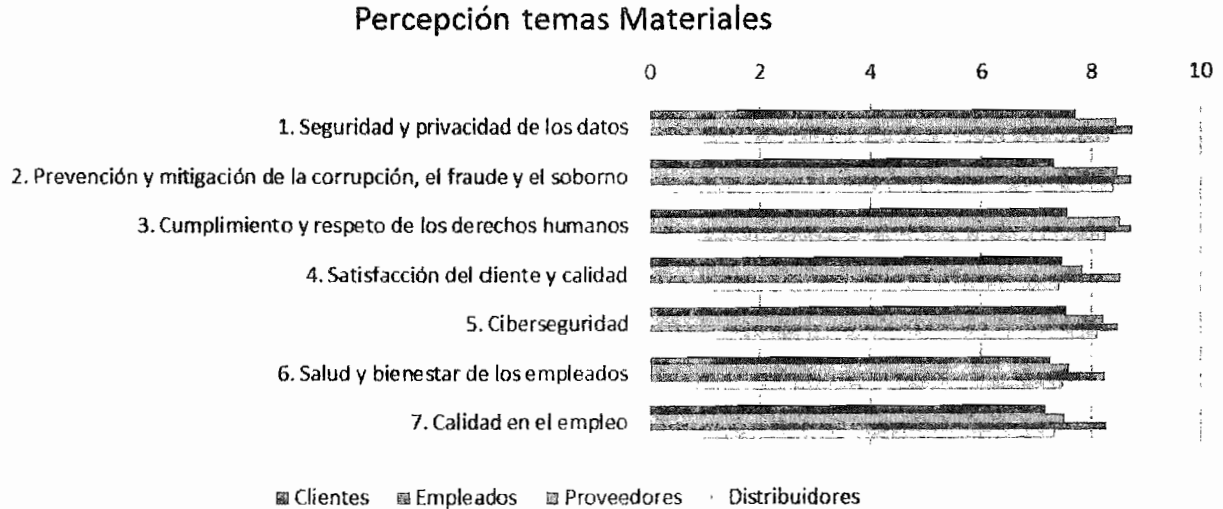 Percepción temas Materiales
0 2 4 6 8 10
1. Seguridad y privacidad de los datos
2. Prevención y mitigación de la corrupción, el fraude y el soborno
3. Cumplimiento y respeto de los derechos humanos
4. Satisfacción del cliente y calidad
5. Ciberseguridad
6. Salud y bienestar de los empleados
7. Calidad en el empleo
Clientes Empleados Proveedores Distribuidores